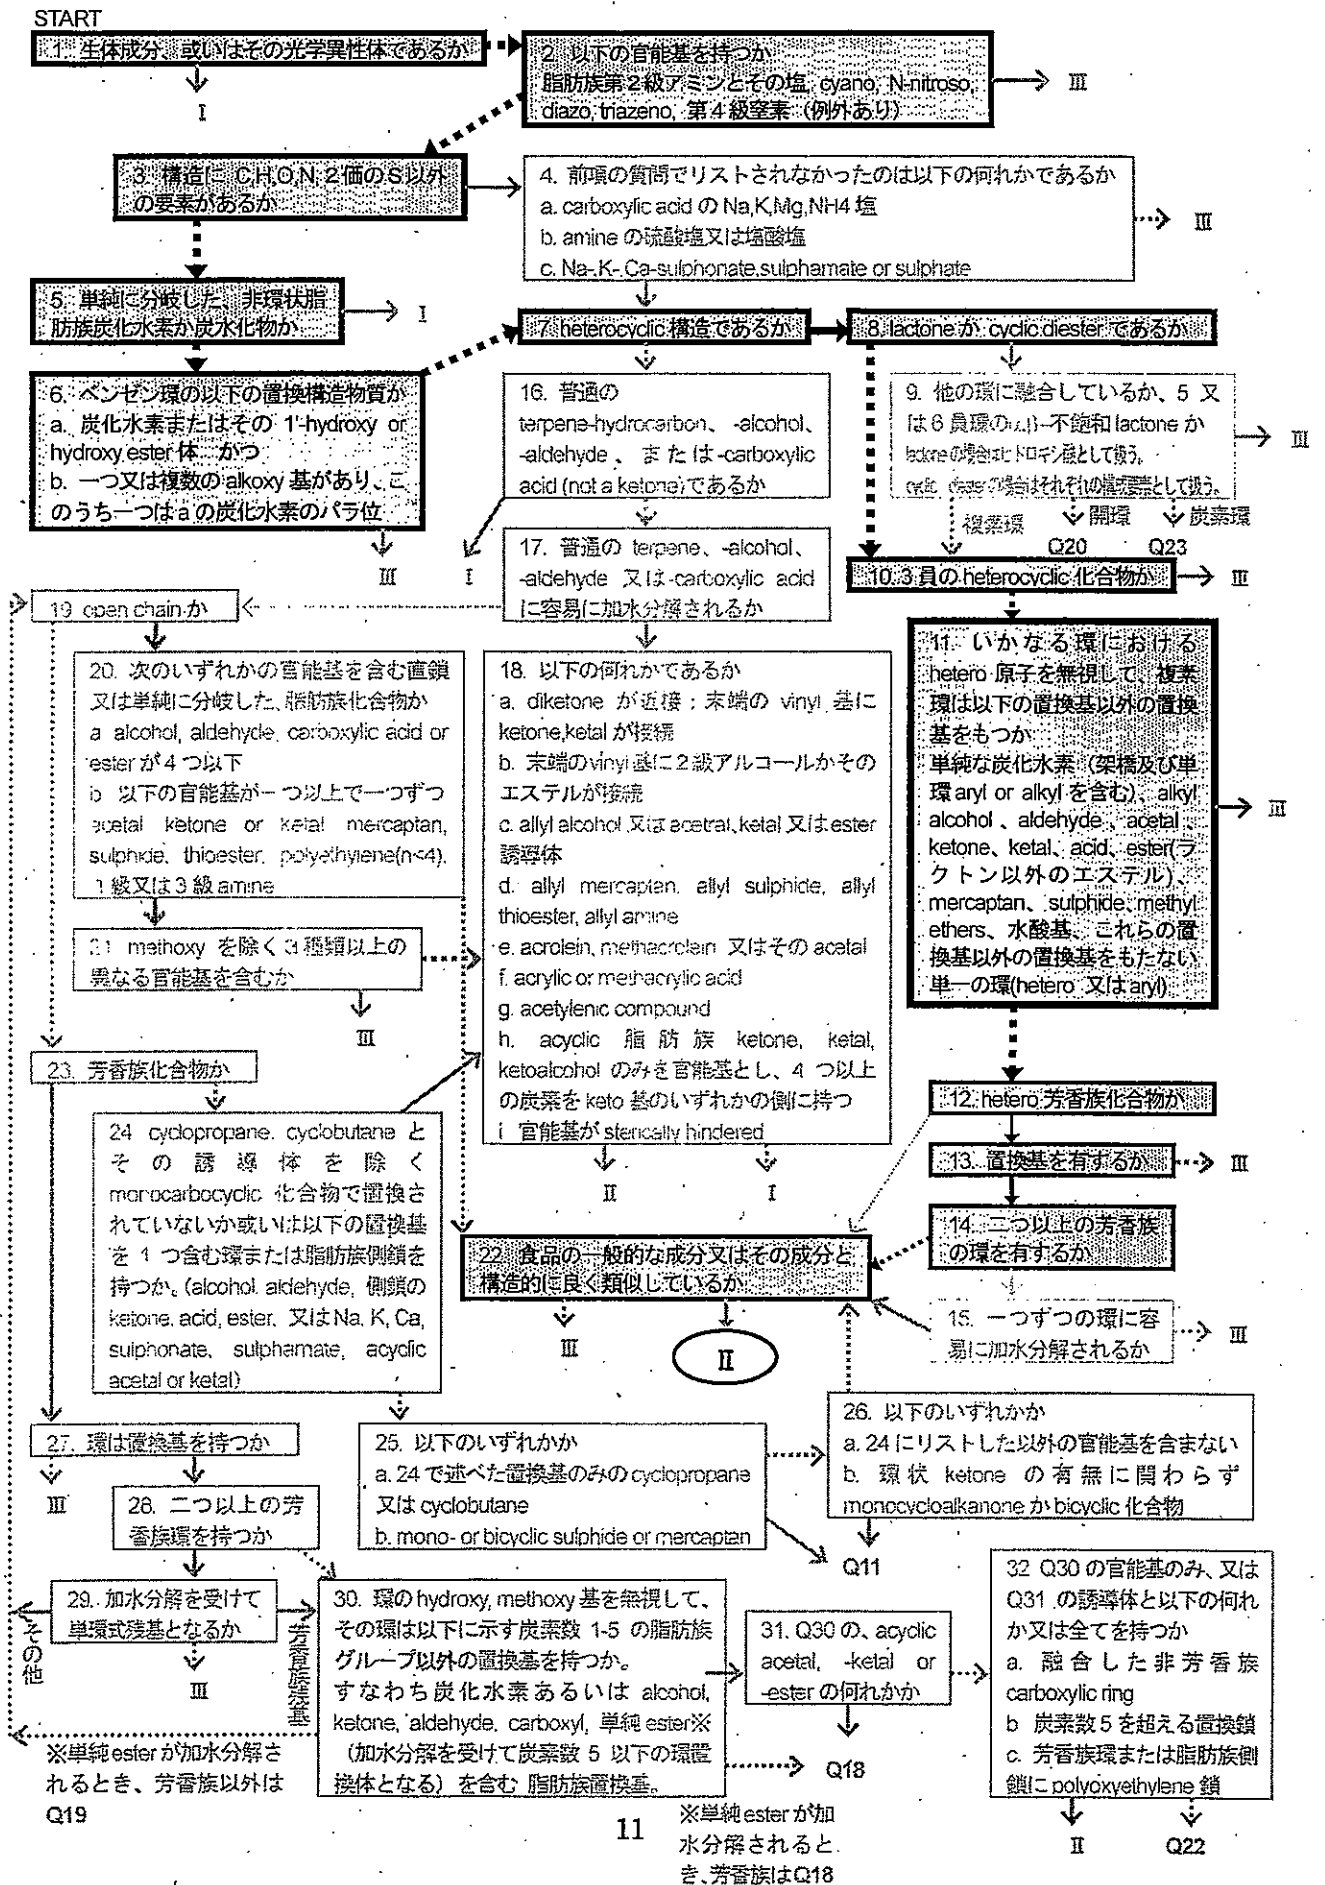 START
1. 生体成分、或いはその光学異性体であるか
I
2. 以下の官能基を持つか
脂肪族第2級アミンとその塩, cyano, N-nitroso,
diazo, triazeno, 第4級窒素（例外あり）
III
3. 構造に C,H,O,N, 2価のS以外
の要素があるか
4. 前項の質問でリストされなかったのは以下の何れかであるか
a. carboxylic acid の Na,K,Mg,NH4 塩
b. amine の硫酸塩又は塩酸塩
c. Na-,K-,Ca-sulphonate,sulphamate or sulphate
III
5. 単純に分岐した、非環状脂
肪族炭化水素か炭水化物か
I
6. ベンゼン環の以下の置換構造物質か
a. 炭化水素またはその 1'-hydroxy or
hydroxy ester 体 かつ
b. 一つ又は複数の alkoxy 基があり、こ
のうち一つは a の炭化水素のパラ位
III
7. heterocyclic 構造であるか
8. lactone か cyclic diester であるか
9. 他の環に融合しているか、5 又
は 6 員環の α,β-不飽和 lactone か
lactone の場合はヒドロキシ酸として扱う。
cyclic diester の場合はそれぞれの構成要素として扱う。
III
複素環
開環
炭素環
Q20
Q23
10. 3 員の heterocyclic 化合物か
III
11. いかなる環における
hetero 原子を無視して、複素
環は以下の置換基以外の置換
基をもつか
単純な炭化水素（架橋及び単
環 aryl or alkyl を含む）、alkyl
alcohol、aldehyde、acetal、
ketone、ketal、acid、ester(ラ
クトン以外のエステル)、
mercaptan、sulphide、methyl
ethers、水酸基、これらの置
換基以外の置換基をもたない
単一の環(hetero 又は aryl)
III
12. hetero 芳香族化合物か
13. 置換基を有するか
III
14. 二つ以上の芳香族
の環を有するか
15. 一つずつの環に容
易に加水分解されるか
III
16. 普通の
terpene-hydrocarbon、-alcohol、
-aldehyde、または-carboxylic
acid (not a ketone)であるか
I
17. 普通の terpene、-alcohol、
-aldehyde 又は-carboxylic acid
に容易に加水分解されるか
18. 以下の何れかであるか
a. diketone が近接；末端の vinyl 基に
ketone,ketal が接続
b. 末端の vinyl 基に 2 級アルコールかその
エステルが接続
c. allyl alcohol 又は acetral, ketal 又は ester
誘導体
d. allyl mercaptan, allyl sulphide, allyl
thioester, allyl amine
e. acrolein, methacrolein 又はその acetal
f. acrylic or methacrylic acid
g. acetylenic compound
h. acyclic 脂肪族 ketone, ketal,
ketoalcohol のみを官能基とし、4 つ以上
の炭素を keto 基のいずれかの側に持つ
i 官能基が sterically hindered
II
I
19. open chain か
20. 次のいずれかの官能基を含む直鎖
又は単純に分岐した、脂肪族化合物か
a alcohol, aldehyde, carboxylic acid or
ester が 4 つ以下
b 以下の官能基が一つ以上で一つずつ
acetal ketone or ketal mercaptan,
sulphide, thioester, polyethylene(n<4),
1 級又は 3 級 amine
21 methoxy を除く 3 種類以上の
異なる官能基を含むか
III
22. 食品の一般的な成分又はその成分と
構造的に良く類似しているか
III
II
23. 芳香族化合物か
24 cyclopropane, cyclobutane と
その誘導体を除く
monocarbocyclic 化合物で置換さ
れていないか或いは以下の置換基
を 1 つ含む環または脂肪族側鎖を
持つか。(alcohol, aldehyde, 側鎖の
ketone, acid, ester, 又は Na, K, Ca,
sulphonate, sulphamate, acyclic
acetal or ketal)
25. 以下のいずれかか
a. 24 で述べた置換基のみの cyclopropane
又は cyclobutane
b. mono- or bicyclic sulphide or mercaptan
Q11
26. 以下のいずれかか
a. 24 にリストした以外の官能基を含まない
b. 環状 ketone の有無に関わらず
monocycloalkanone か bicyclic 化合物
27. 環は置換基を持つか
III
28. 二つ以上の芳
香族環を持つか
29. 加水分解を受けて
単環式残基となるか
その他
芳香族残基
III
30. 環の hydroxy, methoxy 基を無視して、
その環は以下に示す炭素数 1-5 の脂肪族
グループ以外の置換基を持つか。
すなわち炭化水素あるいは alcohol,
ketone, aldehyde, carboxyl, 単純 ester※
（加水分解を受けて炭素数 5 以下の環置
換体となる）を含む 脂肪族置換基。
31. Q30 の、acyclic
acetal, -ketal or
-ester の何れかか
Q18
32 Q30 の官能基のみ、又は
Q31 の誘導体と以下の何れ
か又は全てを持つか
a. 融合した非芳香族
carboxylic ring
b 炭素数 5 を超える置換鎖
c. 芳香族環または脂肪族側
鎖に polyoxyethylene 鎖
II
Q22
※単純 ester が加水分解さ
れるとき、芳香族以外は
Q19
※単純 ester が加
水分解されると
き、芳香族は Q18
11